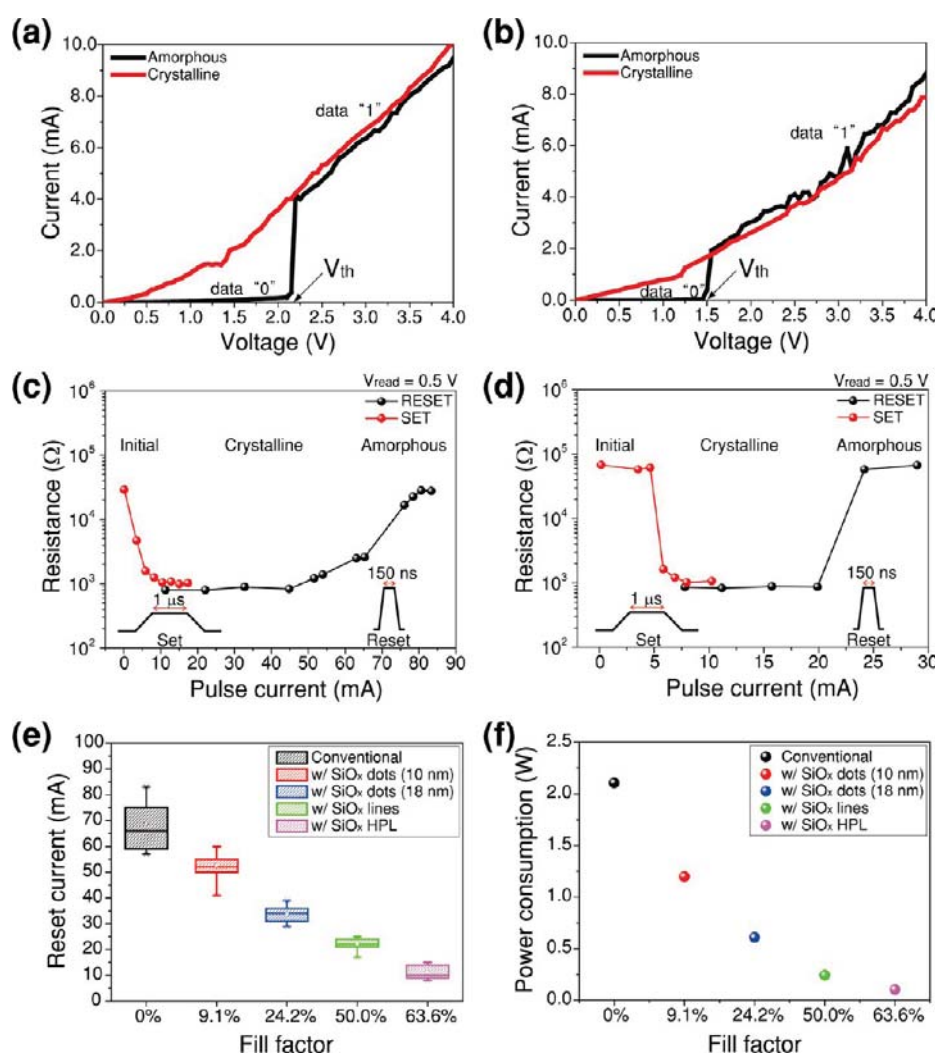 (a)
10.0
8.0
6.0
4.0
2.0
0.0
Current (mA)
Amorphous
Crystalline
data "1"
data "0"
Vth
0.0 0.5 1.0 1.5 2.0 2.5 3.0 3.5 4.0
Voltage (V)
(b)
10.0
8.0
6.0
4.0
2.0
0.0
Current (mA)
Amorphous
Crystalline
data "1"
data "0"
Vth
0.0 0.5 1.0 1.5 2.0 2.5 3.0 3.5 4.0
Voltage (V)
(c)
Vread = 0.5 V
10^6
10^5
10^4
10^3
10^2
Resistance (Ω)
RESET
SET
Initial Crystalline Amorphous
1 μs
Set
150 ns
Reset
0 10 20 30 40 50 60 70 80 90
Pulse current (mA)
(d)
Vread = 0.5 V
10^6
10^5
10^4
10^3
10^2
Resistance (Ω)
RESET
SET
Initial Crystalline Amorphous
1 μs
Set
150 ns
Reset
0 5 10 15 20 25 30
Pulse current (mA)
(e)
100
90
80
70
60
50
40
30
20
10
0
Reset current (mA)
Conventional
w/ SiOx dots (10 nm)
w/ SiOx dots (18 nm)
w/ SiOx lines
w/ SiOx HPL
0% 9.1% 24.2% 50.0% 63.6%
Fill factor
(f)
2.5
2.0
1.5
1.0
0.5
0.0
Power consumption (W)
Conventional
w/ SiOx dots (10 nm)
w/ SiOx dots (18 nm)
w/ SiOx lines
w/ SiOx HPL
0% 9.1% 24.2% 50.0% 63.6%
Fill factor